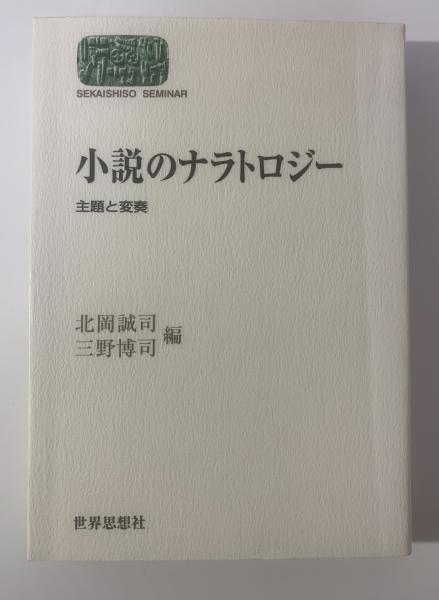 SEKAISHISO SEMINAR
小説のナラトロジー
主題と変奏
北岡誠司
三野博司
編
世界思想社